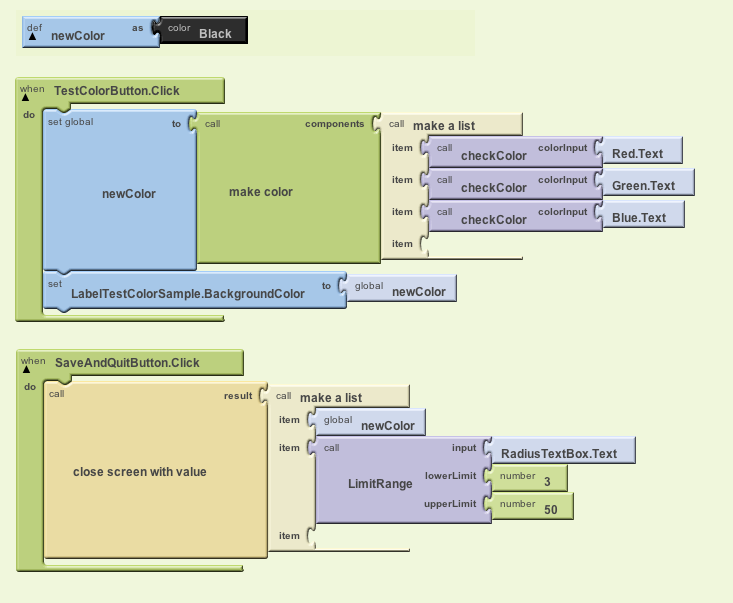 def newColor as color Black
when TestColorButton.Click
do set global newColor to call make color components call make a list
item call checkColor colorInput Red.Text
item call checkColor colorInput Green.Text
item call checkColor colorInput Blue.Text
item
set LabelTestColorSample.BackgroundColor to global newColor
when SaveAndQuitButton.Click
do call close screen with value result call make a list
item global newColor
item call LimitRange input RadiusTextBox.Text
lowerLimit number 3
upperLimit number 50
item